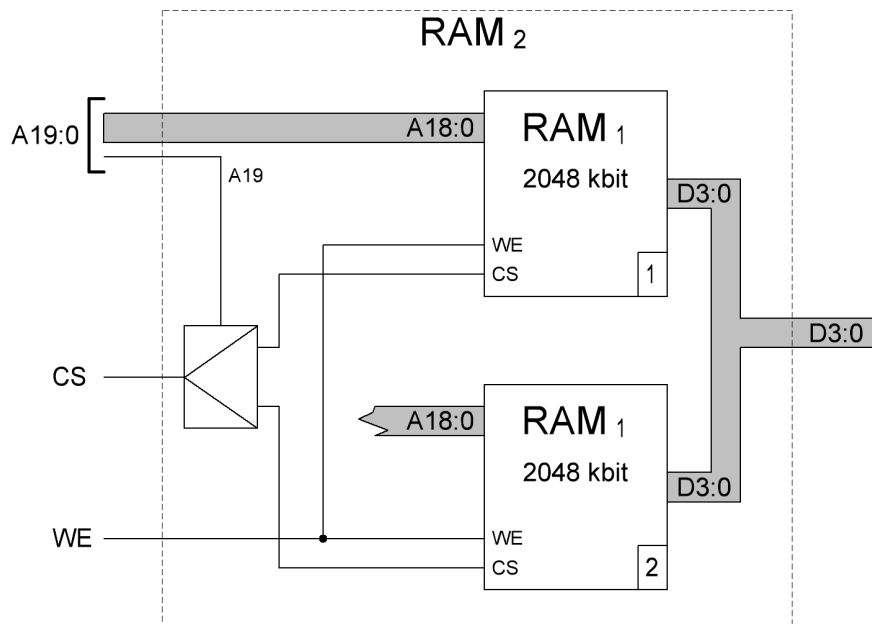 RAM 2
A19:0
A18:0
A19
RAM 1
2048 kbit
WE
CS
1
D3:0
D3:0
CS
A18:0
RAM 1
2048 kbit
D3:0
WE
WE
CS
2